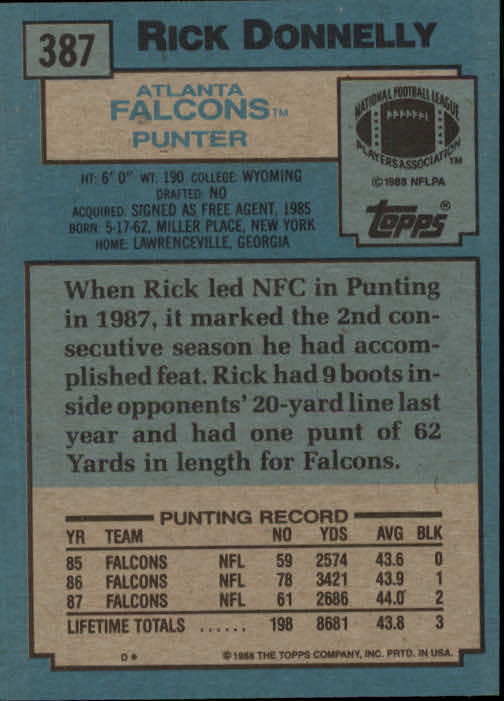 387
RICK DONNELLY
ATLANTA
FALCONS™
PUNTER
NATIONAL FOOTBALL LEAGUE
PLAYERS ASSOCIATION™
©1988 NFLPA
TOPPS®
HT: 6' 0" WT: 190 COLLEGE: WYOMING
DRAFTED: NO
ACQUIRED: SIGNED AS FREE AGENT, 1985
BORN: 5-17-62, MILLER PLACE, NEW YORK
HOME: LAWRENCEVILLE, GEORGIA
When Rick led NFC in Punting
in 1987, it marked the 2nd con-
secutive season he had accom-
plished feat. Rick had 9 boots in-
side opponents' 20-yard line last
year and had one punt of 62
Yards in length for Falcons.
PUNTING RECORD
YR TEAM NO YDS AVG BLK
85 FALCONS NFL 59 2574 43.6 0
86 FALCONS NFL 78 3421 43.9 1
87 FALCONS NFL 61 2686 44.0 2
LIFETIME TOTALS ...... 198 8681 43.8 3
D* ©1988 THE TOPPS COMPANY, INC. PRTD. IN USA.